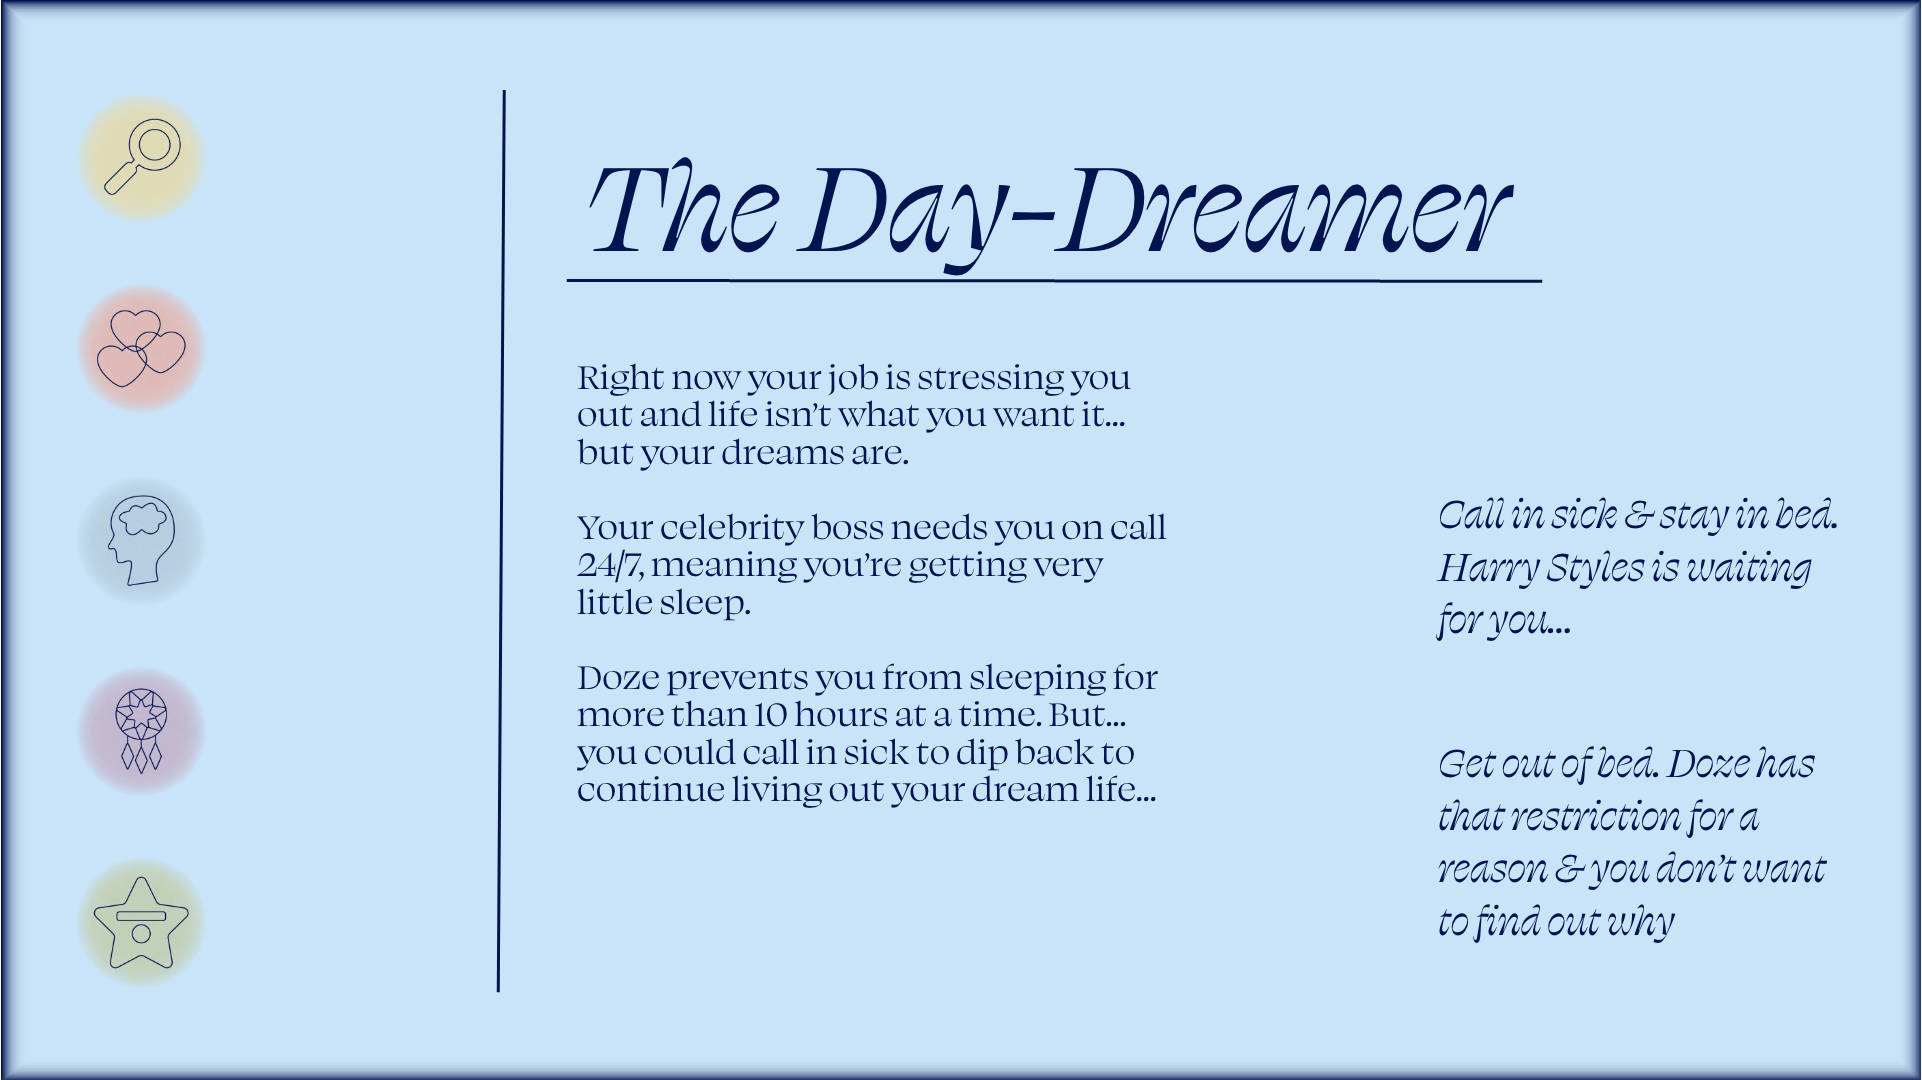 The Day-Dreamer
Right now your job is stressing you
out and life isn't what you want it...
but your dreams are.
Your celebrity boss needs you on call
24/7, meaning you're getting very
little sleep.
Doze prevents you from sleeping for
more than 10 hours at a time. But...
you could call in sick to dip back to
continue living out your dream life...
Call in sick & stay in bed.
Harry Styles is waiting
for you...
Get out of bed. Doze has
that restriction for a
reason & you don't want
to find out why